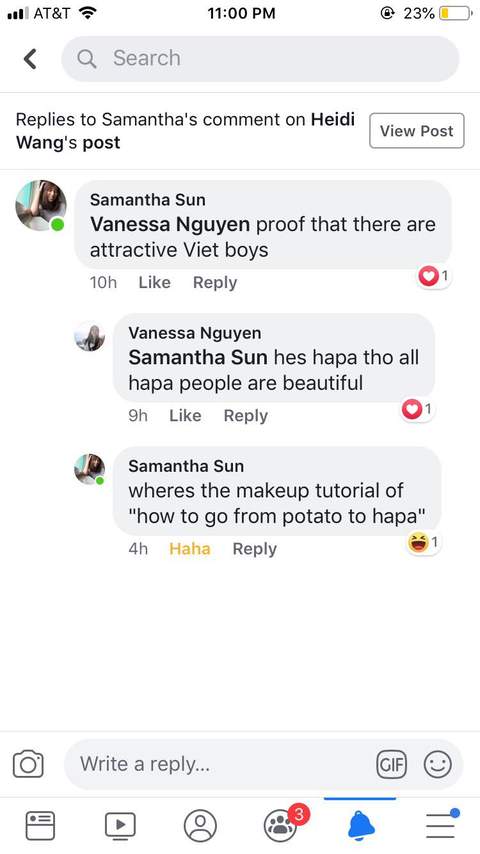 AT&T 11:00 PM 23%
Search
Replies to Samantha's comment on Heidi
Wang's post
View Post
Samantha Sun
Vanessa Nguyen proof that there are
attractive Viet boys
10h Like Reply 1
Vanessa Nguyen
Samantha Sun hes hapa tho all
hapa people are beautiful
9h Like Reply 1
Samantha Sun
wheres the makeup tutorial of
"how to go from potato to hapa"
4h Haha Reply 1
Write a reply... GIF
3